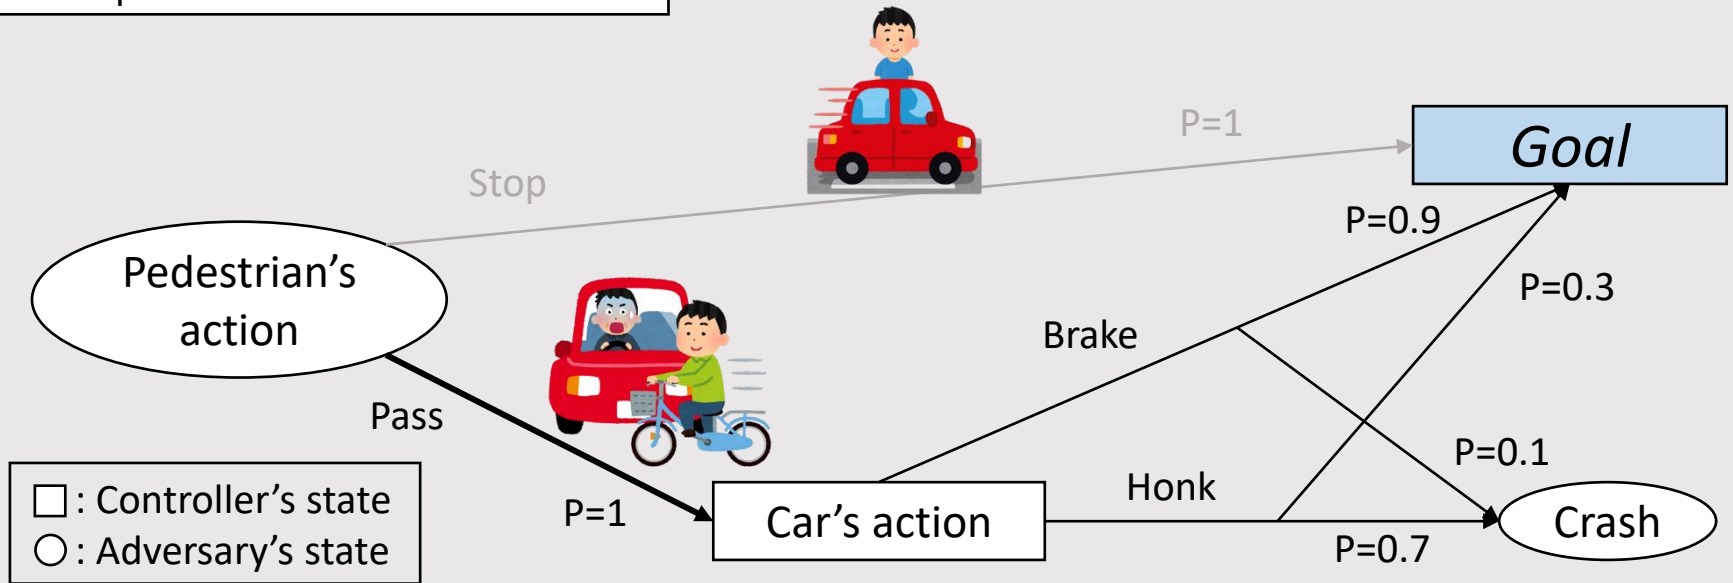 P=1
Goal
Stop
P=0.9
Pedestrian's
action
P=0.3
Brake
Pass
P=0.1
Honk
□ : Controller's state
P=1
Car's action
Crash
○ : Adversary's state
P=0.7